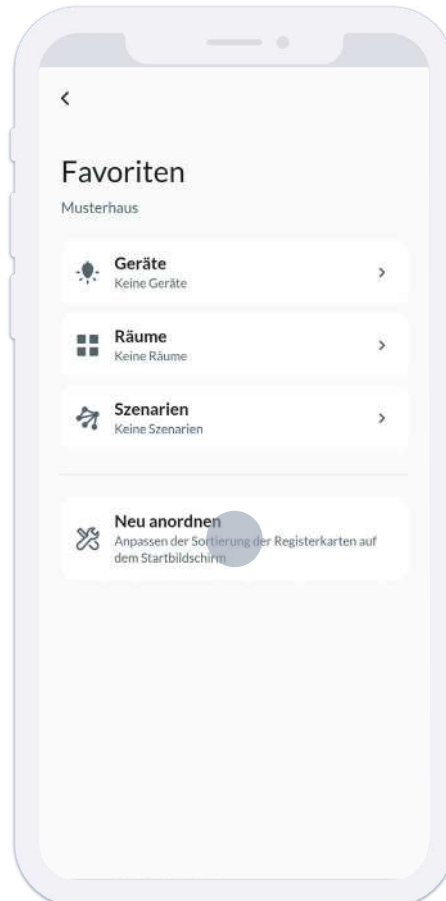 Favoriten
Musterhaus
Geräte
Keine Geräte
Räume
Keine Räume
Szenarien
Keine Szenarien
Neu anordnen
Anpassen der Sortierung der Registerkarten auf
dem Startbildschirm